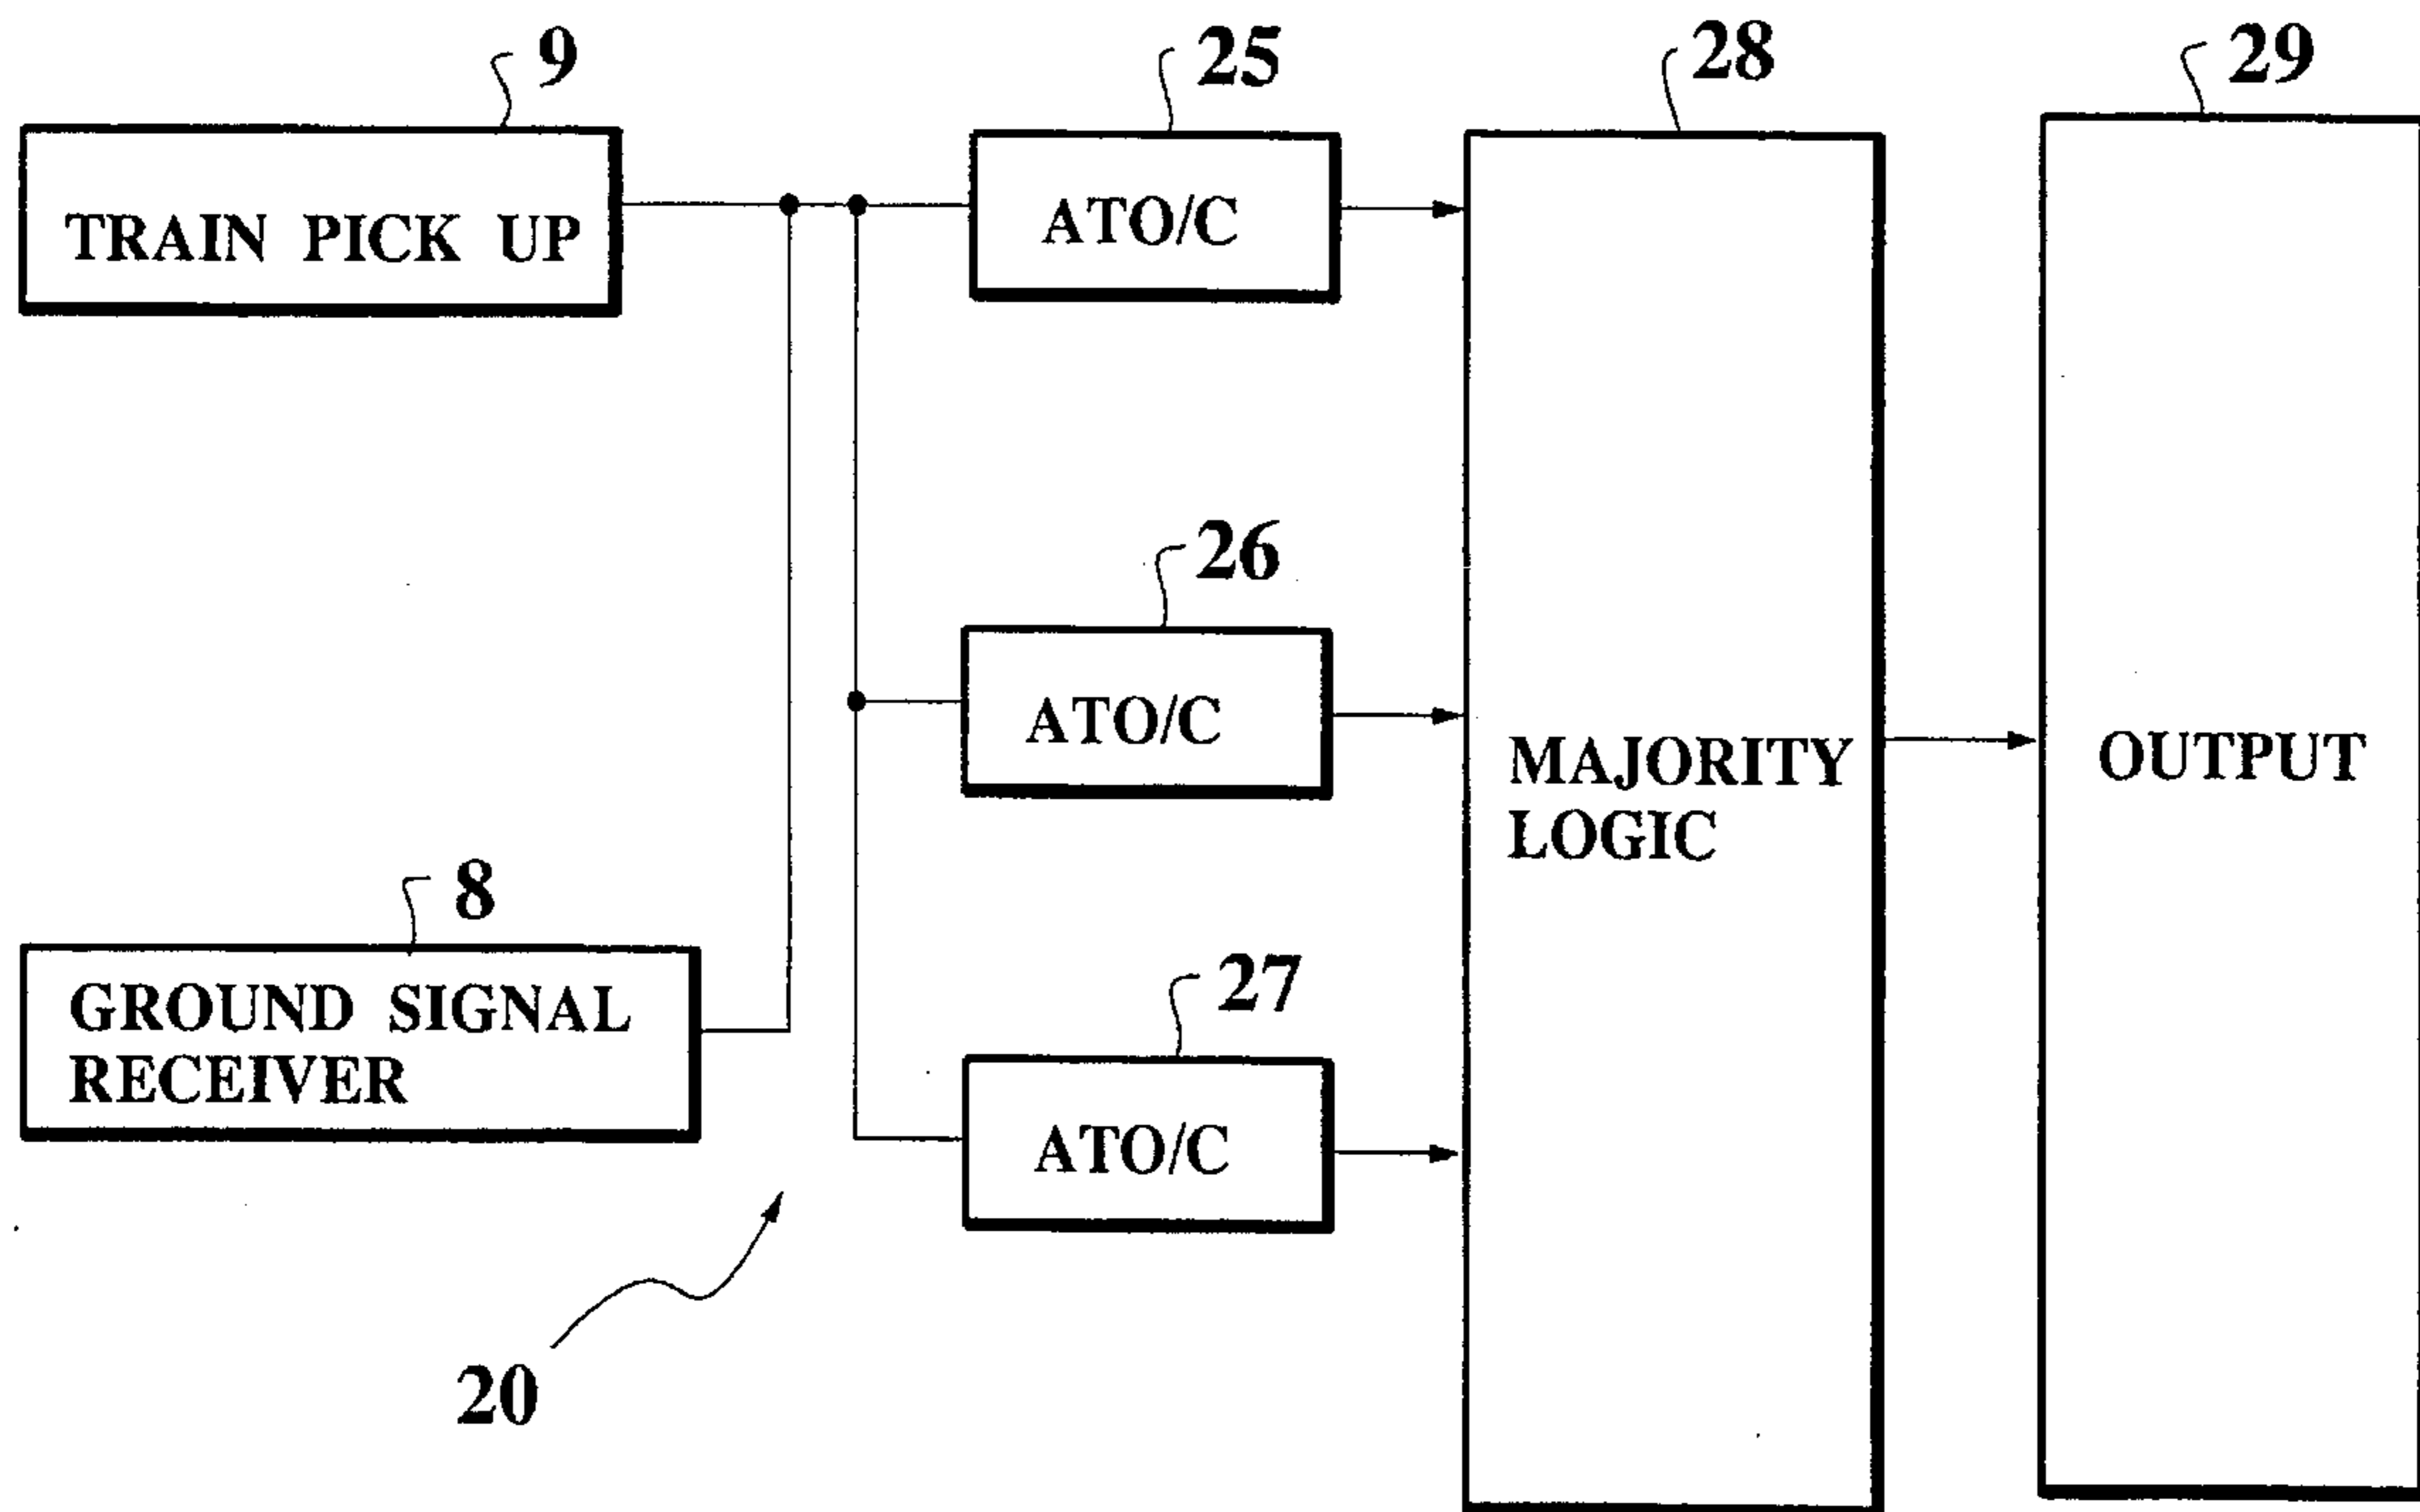 9
25
28
29
TRAIN PICK UP
ATO/C
26
ATO/C
MAJORITY
LOGIC
OUTPUT
8
GROUND SIGNAL
RECEIVER
27
ATO/C
20